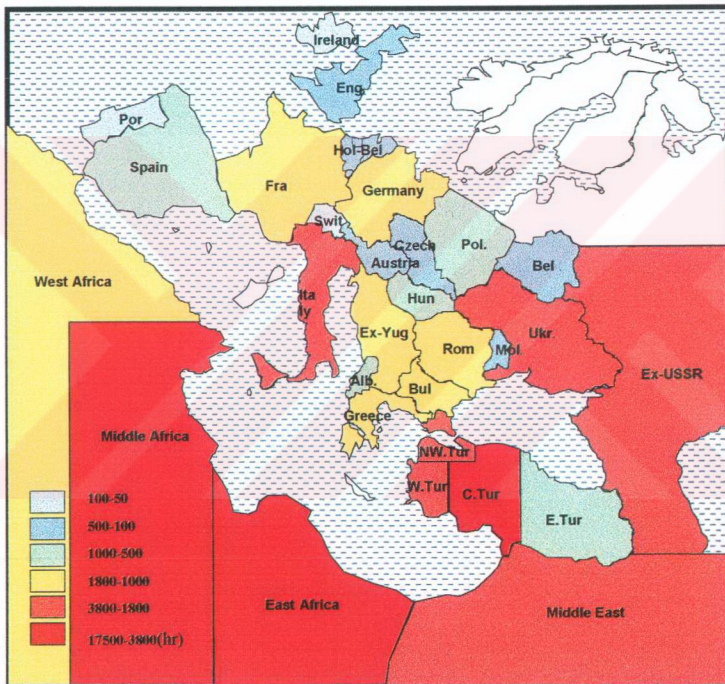 Ireland
Eng
Por
Spain
Hol-Bel
Fra
Germany
Swit
Czech
Pol.
Austria
Bel
West Africa
Hun
Ita
ly
Ex-Yug
Rom
Mol
Ukr
Ex-USSR
Alb.
Bul
Greece
Middle Africa
NW.Tur
W.Tur
C.Tur
E.Tur
100-50
500-100
1000-500
1800-1000
3800-1800
17500-3800(hr)
East Africa
Middle East